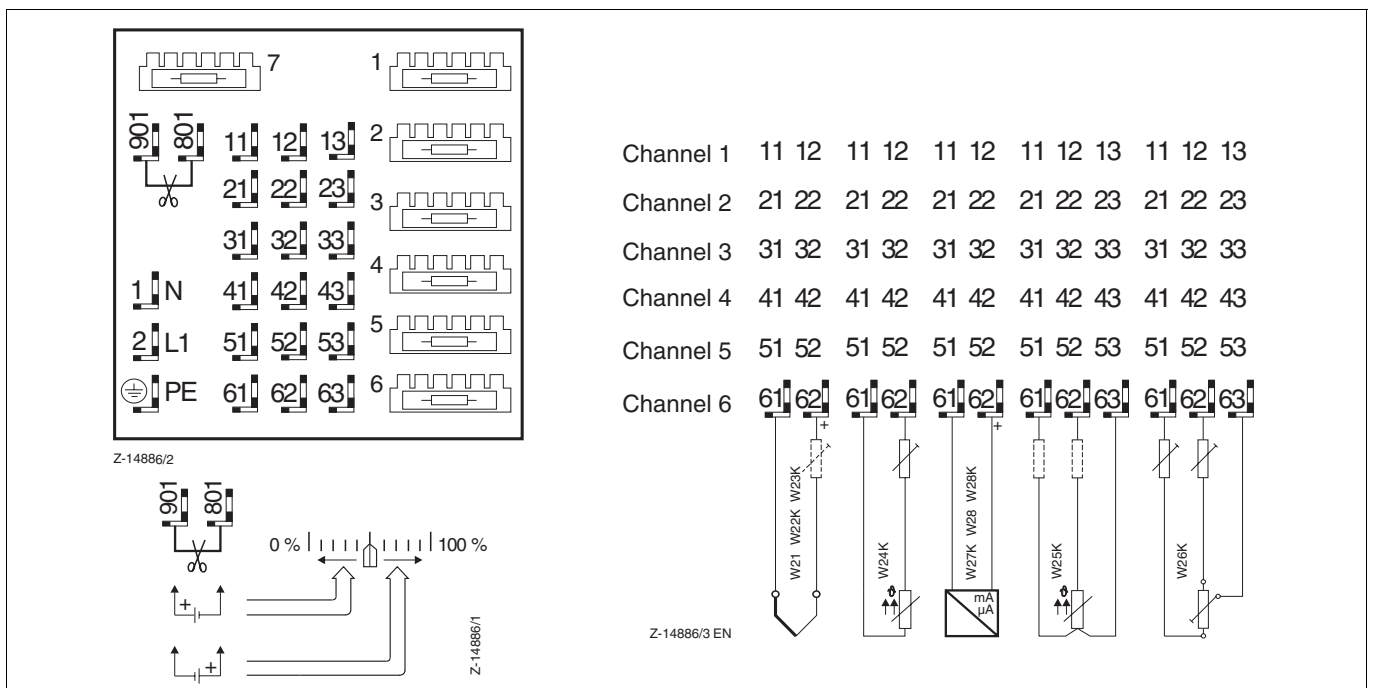 7 1
901 801 11 12 13 2
21 22 23
3
31 32 33
4
1 N 41 42 43
5
2 L1 51 52 53
PE 61 62 63 6
Z-14886/2
901 801
0 % 100 %
+
+
Z-14886/1
Channel 1 11 12 11 12 11 12 11 12 13 11 12 13
Channel 2 21 22 21 22 21 22 21 22 23 21 22 23
Channel 3 31 32 31 32 31 32 31 32 33 31 32 33
Channel 4 41 42 41 42 41 42 41 42 43 41 42 43
Channel 5 51 52 51 52 51 52 51 52 53 51 52 53
Channel 6 61 62 61 62 61 62 61 62 63 61 62 63
+ +
W21 W22K W23K
W24K
W27K W28 W28K
W25K
W26K
ϑ ϑ
mA
µA
Z-14886/3 EN